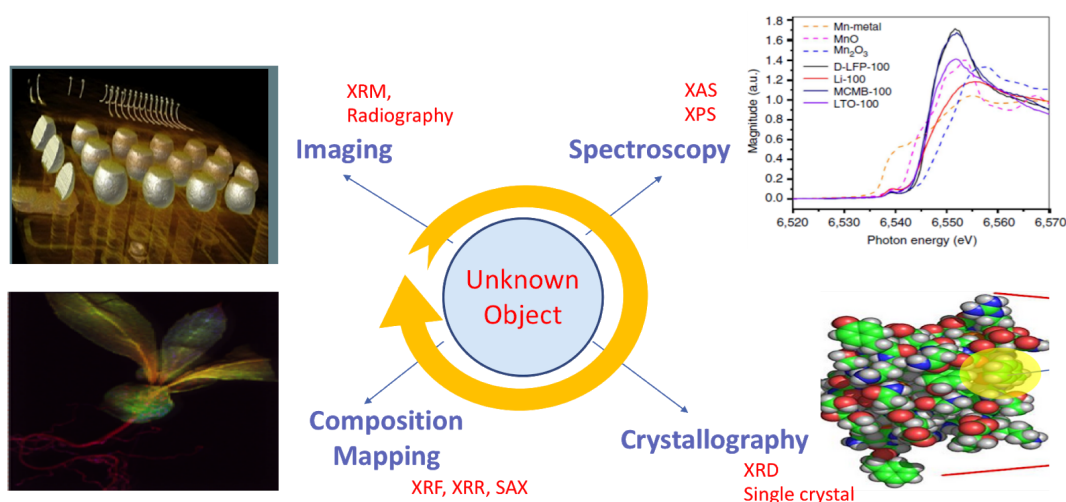 XRM,
Radiography
Imaging
XAS
XPS
Spectroscopy
Unknown
Object
Composition
Mapping
XRF, XRR, SAX
Crystallography
XRD
Single crystal
Magnitude (a.u.)
1.8
1.6
1.4
1.2
1.0
0.8
0.6
0.4
0.2
0.0
Mn-metal
MnO
Mn₂O₃
D-LFP-100
Li-100
MCMB-100
LTO-100
6,520 6,530 6,540 6,550 6,560 6,570
Photon energy (eV)